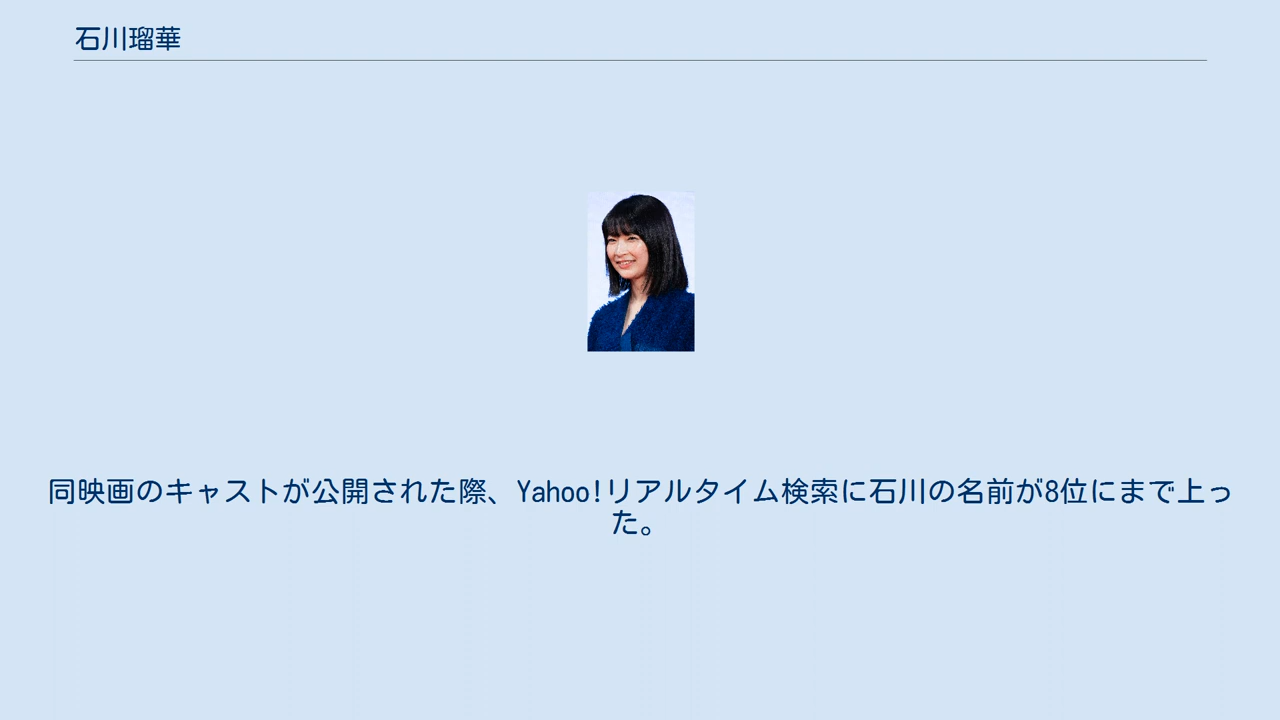 石川瑠華
同映画のキャストが公開された際、Yahoo!リアルタイム検索に石川の名前が8位にまで上っ
た。